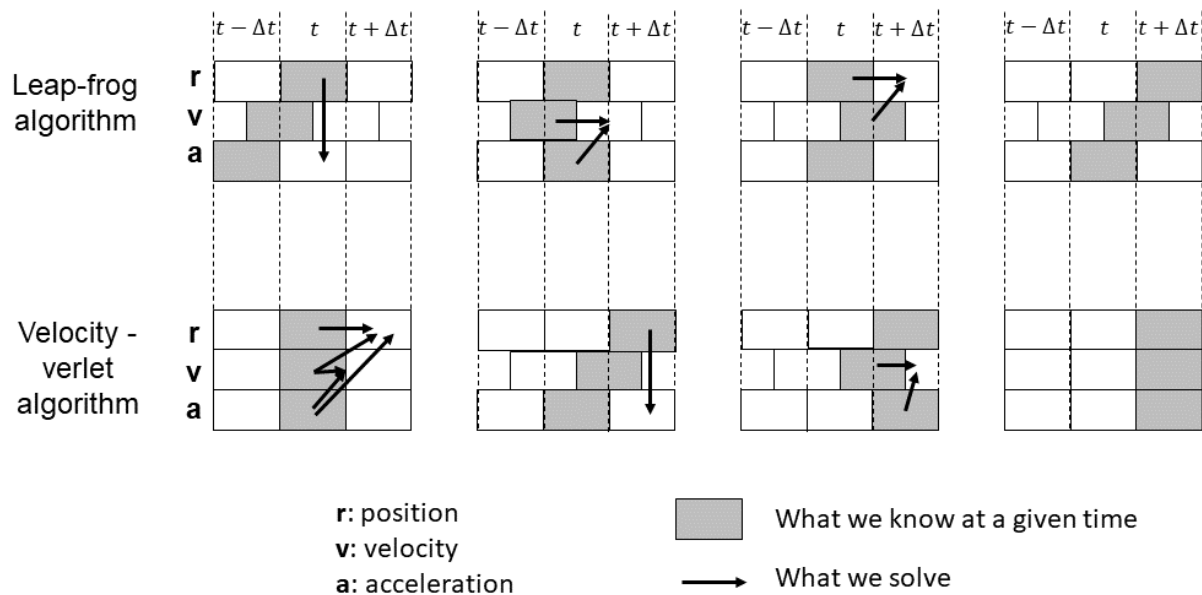 t − Δt t t + Δt t − Δt t t + Δt t − Δt t t + Δt t − Δt t t + Δt
Leap-frog
algorithm
r
v
a
Velocity -
verlet
algorithm
r
v
a
r: position
v: velocity
a: acceleration
What we know at a given time
What we solve